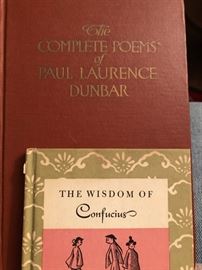 The
COMPLETE POEMS
of
PAUL LAURENCE
DUNBAR
THE WISDOM OF
Confucius